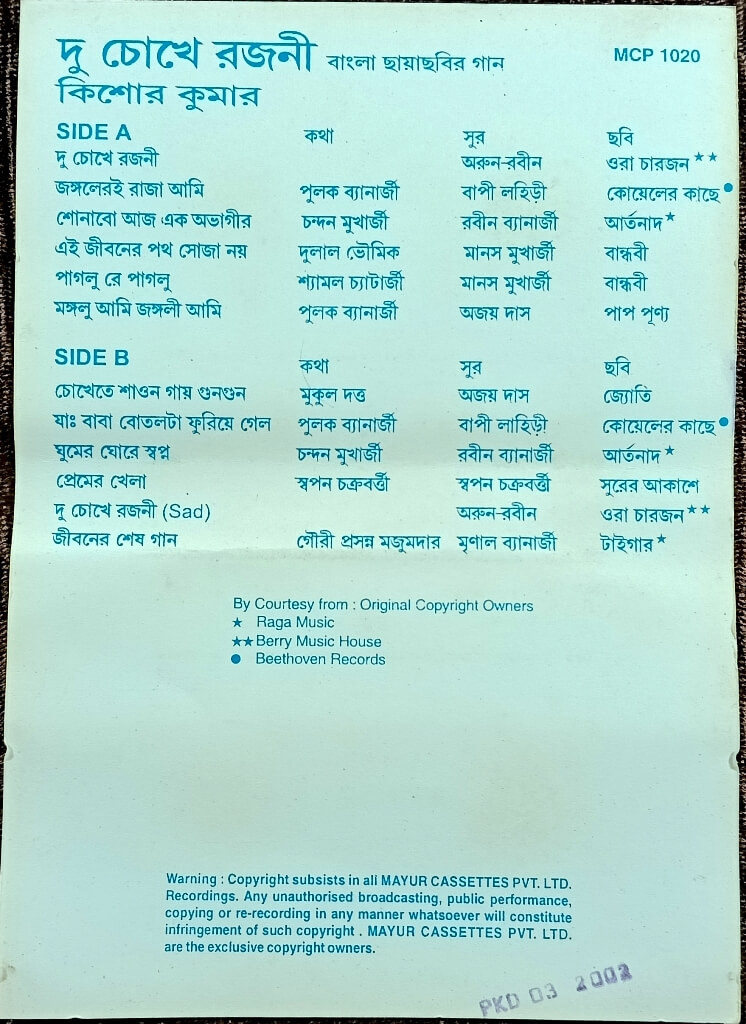 দু চোখে রজনী বাংলা ছায়াছবির গান MCP 1020
কিশোর কুমার
SIDE A কথা সুর ছবি
দু চোখে রজনী অরুন-রবীন ওরা চারজন ★★
জঙ্গলেরই রাজা আমি পুলক ব্যানার্জী বাপী লহিড়ী কোয়েলের কাছে ●
শোনাবো আজ এক অভাগীর চন্দন মুখার্জী রবীন ব্যানার্জী আর্তনাদ ★
এই জীবনের পথ সোজা নয় দুলাল ভৌমিক মানস মুখার্জী বান্ধবী
পাগলু রে পাগলু শ্যামল চ্যাটার্জী মানস মুখার্জী বান্ধবী
মঙ্গলু আমি জঙ্গলী আমি পুলক ব্যানার্জী অজয় দাস পাপ পূণ্য
SIDE B কথা সুর ছবি
চোখেতে শাওন গায় গুনগুন মুকুল দত্ত অজয় দাস জ্যোতি
যাঃ বাবা বোতলটা ফুরিয়ে গেল পুলক ব্যানার্জী বাপী লাহিড়ী কোয়েলের কাছে ●
ঘুমের ঘোরে স্বপ্ন চন্দন মুখার্জী রবীন ব্যানার্জী আর্তনাদ ★
প্রেমের খেলা স্বপন চক্রবর্ত্তী স্বপন চক্রবর্ত্তী সুরের আকাশে
দু চোখে রজনী (Sad) অরুন-রবীন ওরা চারজন ★★
জীবনের শেষ গান গৌরী প্রসন্ন মজুমদার মৃণাল ব্যানার্জী টাইগার ★
By Courtesy from : Original Copyright Owners
★ Raga Music
★★ Berry Music House
● Beethoven Records
Warning : Copyright subsists in all MAYUR CASSETTES PVT. LTD.
Recordings. Any unauthorised broadcasting, public performance,
copying or re-recording in any manner whatsoever will constitute
infringement of such copyright . MAYUR CASSETTES PVT. LTD.
are the exclusive copyright owners.
PKD 03 2002